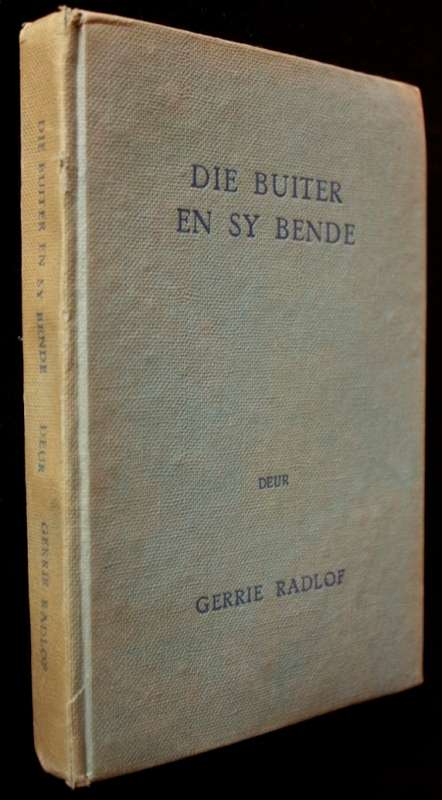 DIE BUITER
EN SY BENDE
DEUR
GERRIE RADLOF
DIE BUITER EN SY BENDE DEUR GERRIE RADLOF